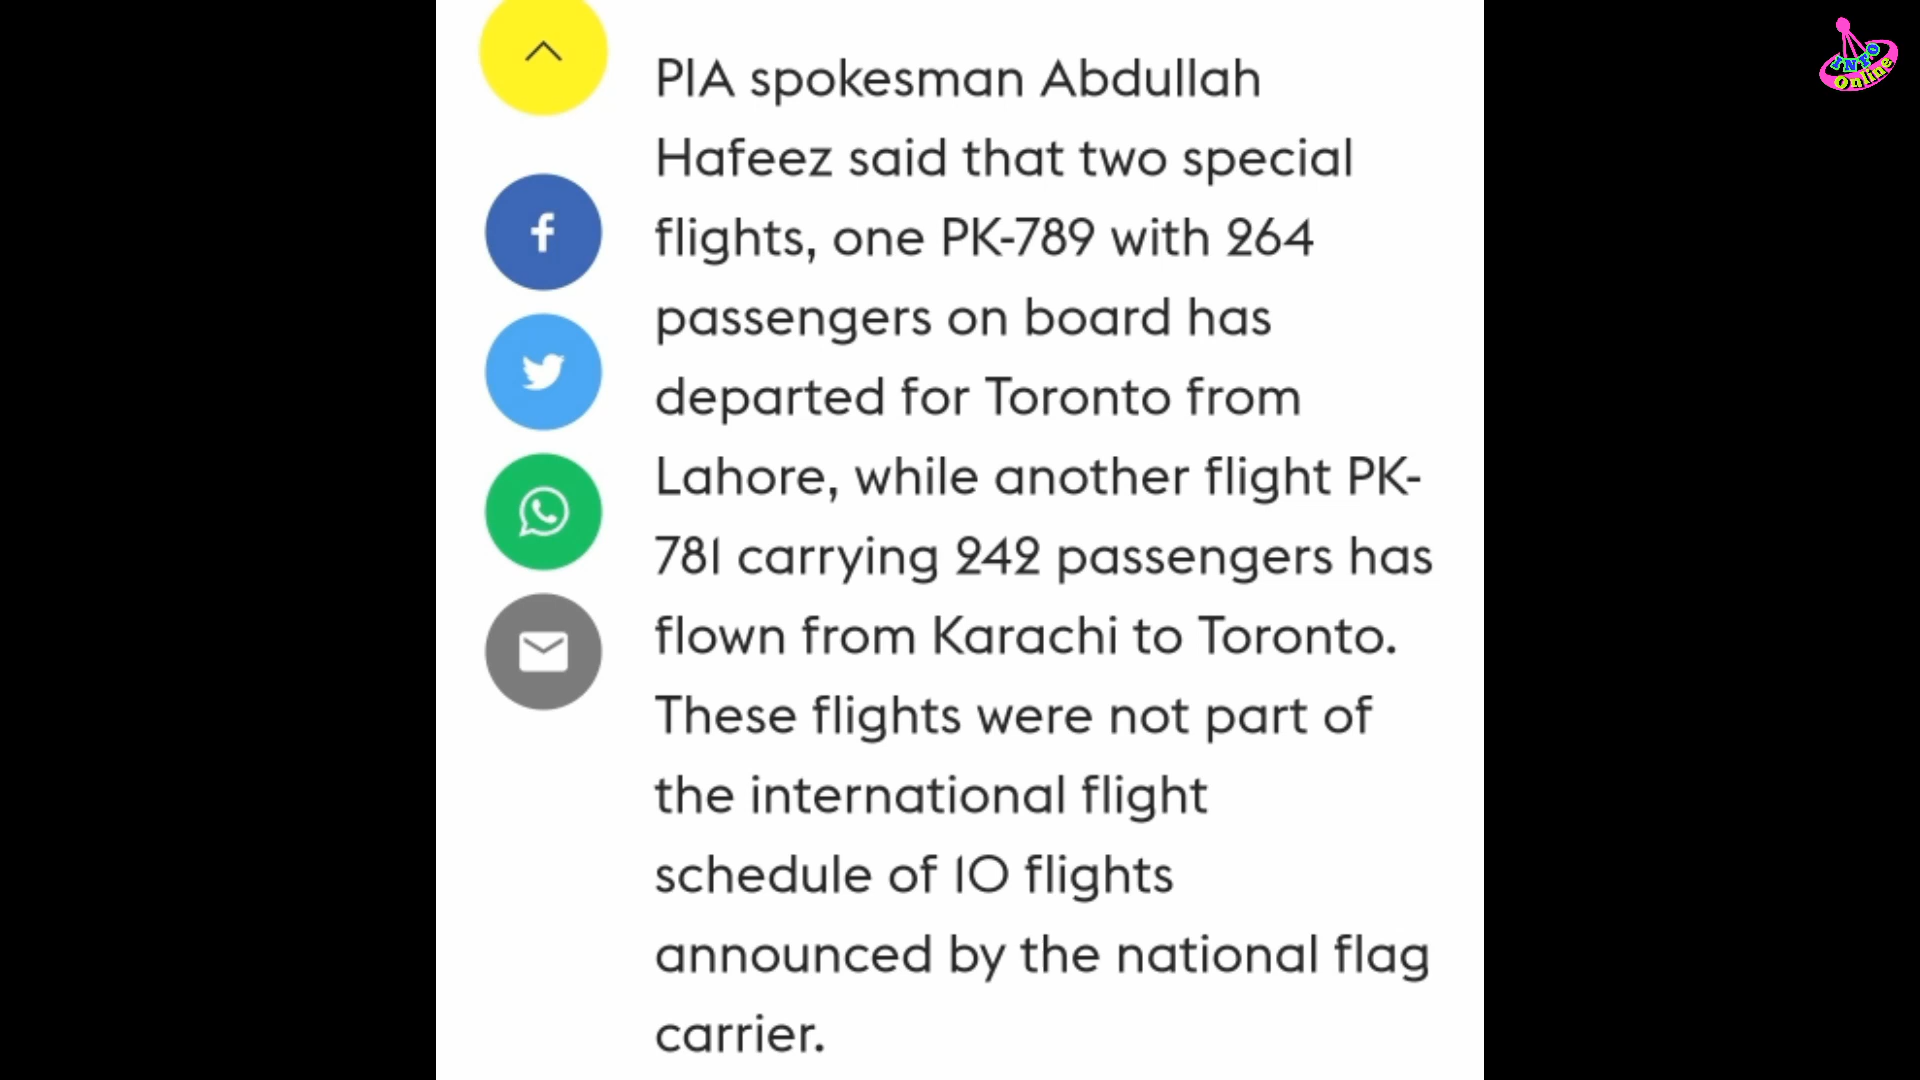 PIA spokesman Abdullah
Hafeez said that two special
flights, one PK-789 with 264
passengers on board has
departed for Toronto from
Lahore, while another flight PK-
781 carrying 242 passengers has
flown from Karachi to Toronto.
These flights were not part of
the international flight
schedule of 10 flights
announced by the national flag
carrier.
INFO
Online